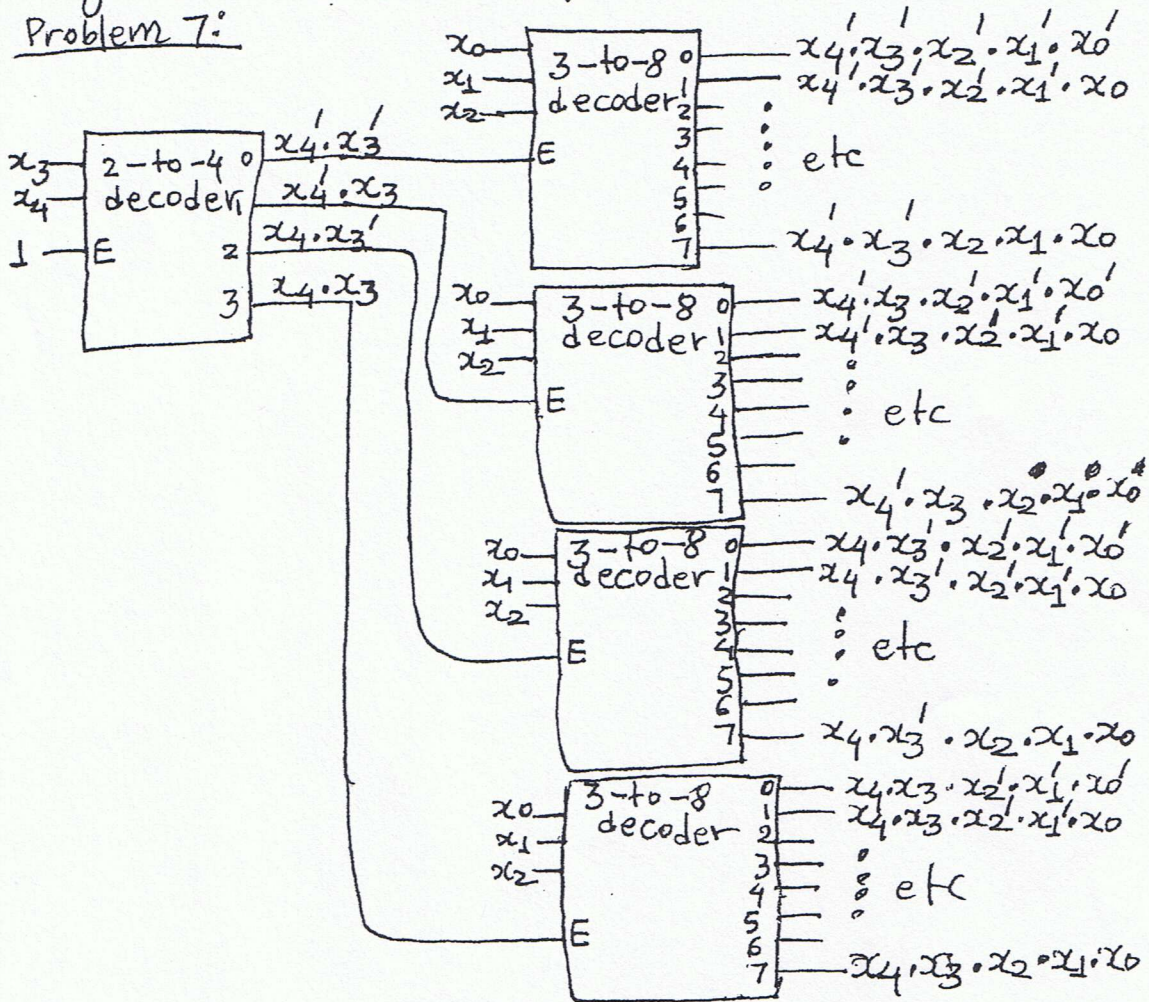 Problem 7:
x3
x4
1
2-to-4
decoder
E
0
1
2
3
x4'·x3'
x4'·x3
x4·x3'
x4·x3
x0
x1
x2
3-to-8
decoder
E
0
1
2
3
4
5
6
7
x4'·x3'·x2'·x1'·x0'
x4'·x3'·x2'·x1'·x0
etc
x4'·x3'·x2·x1·x0
x0
x1
x2
3-to-8
decoder
E
0
1
2
3
4
5
6
7
x4'·x3·x2'·x1'·x0'
x4'·x3·x2'·x1'·x0
etc
x4'·x3·x2·x1·x0
x0
x1
x2
3-to-8
decoder
E
0
1
2
3
4
5
6
7
x4·x3'·x2'·x1'·x0'
x4·x3'·x2'·x1'·x0
etc
x4·x3'·x2·x1·x0
x0
x1
x2
3-to-8
decoder
E
0
1
2
3
4
5
6
7
x4·x3·x2'·x1'·x0'
x4·x3·x2'·x1'·x0
etc
x4·x3·x2·x1·x0